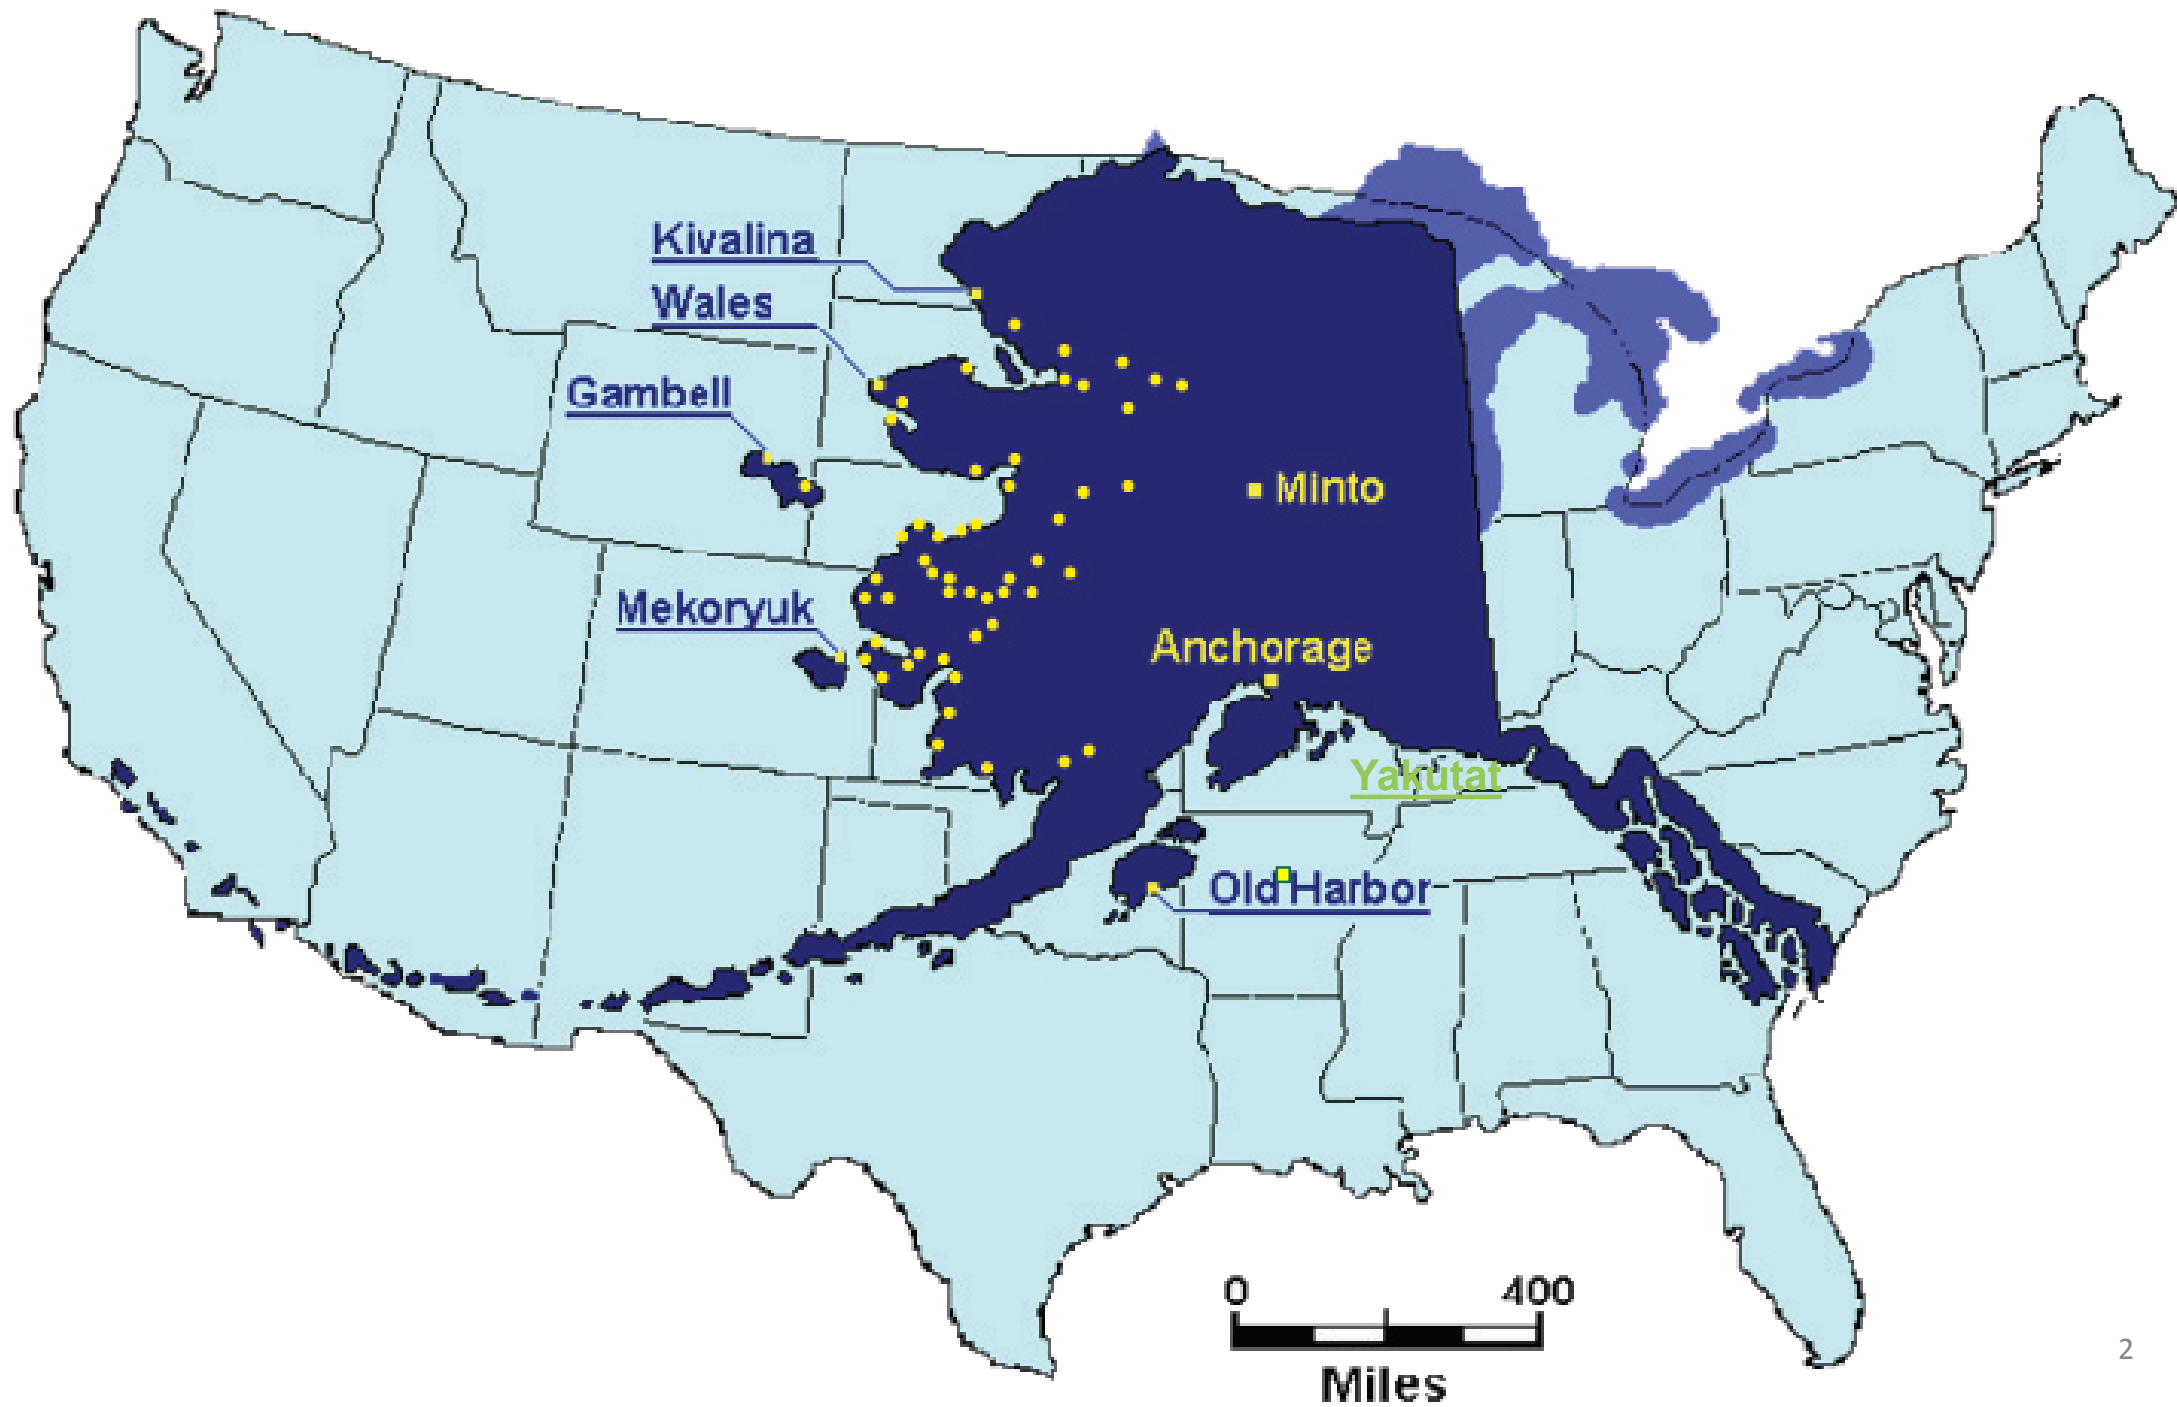 Kivalina
Wales
Gambell
Minto
Mekoryuk
Anchorage
Yakutat
Old Harbor
0 400
Miles
2